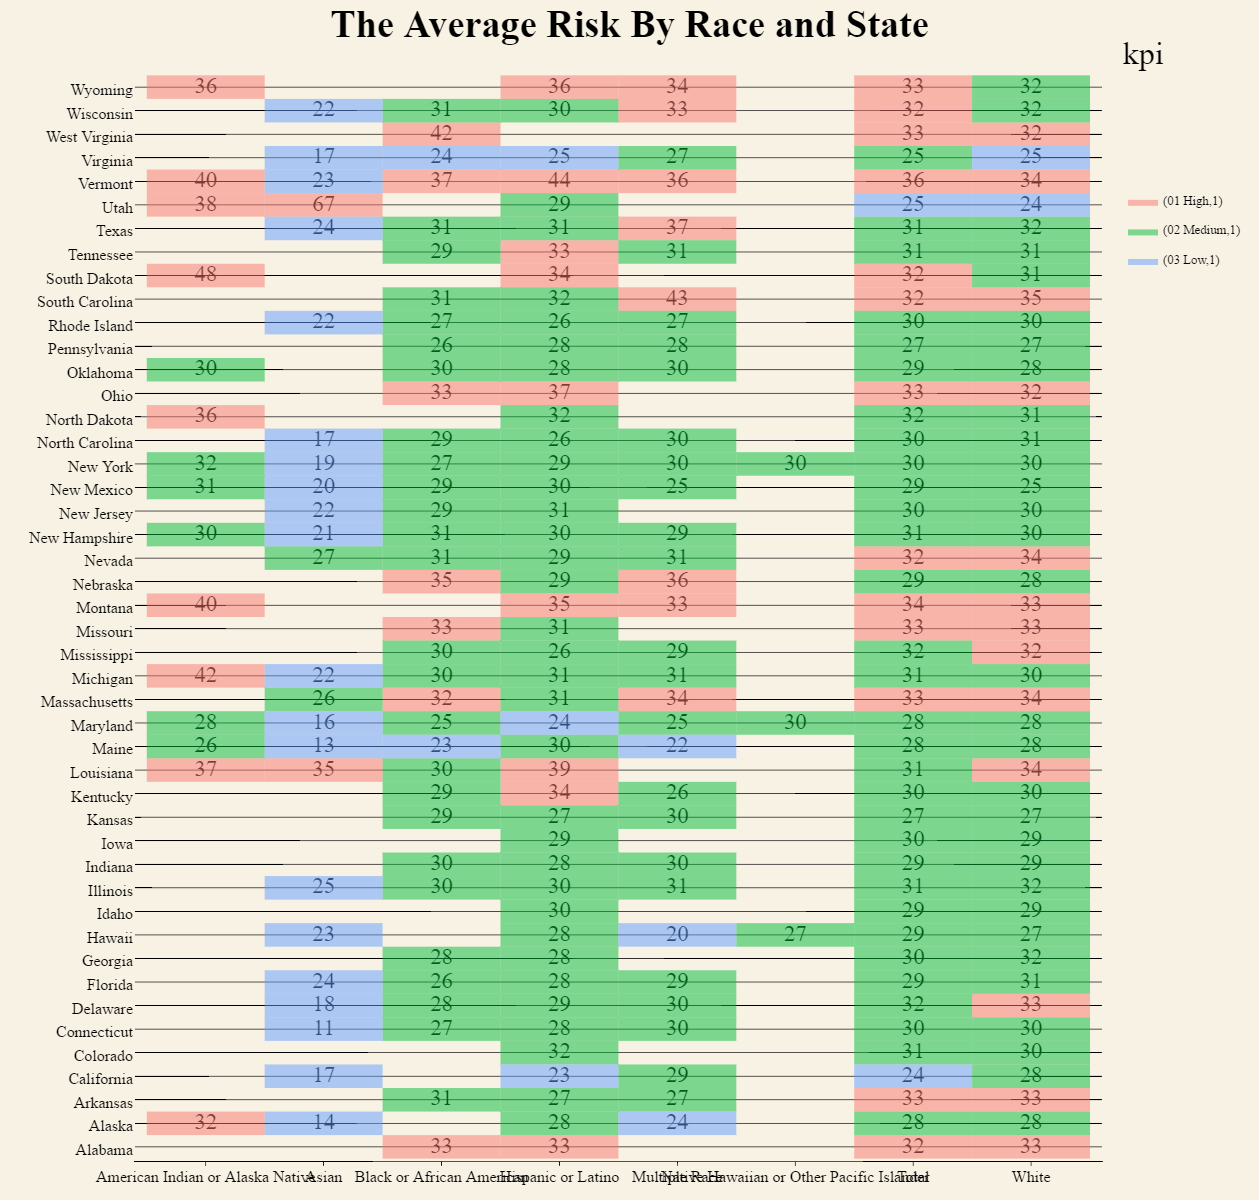 The Average Risk By Race and State
kpi
Wyoming 36 36 34 33 32
Wisconsin 22 31 30 33 32 32
West Virginia 42 33 32
Virginia 17 24 25 27 25 25
Vermont 40 23 37 44 36 36 34
Utah 38 67 29 25 24
Texas 24 31 31 37 31 32
Tennessee 29 33 31 31 31
South Dakota 48 34 32 31
South Carolina 31 32 43 32 35
Rhode Island 22 27 26 27 30 30
Pennsylvania 26 28 28 27 27
Oklahoma 30 30 28 30 29 28
Ohio 33 37 33 32
North Dakota 36 32 32 31
North Carolina 17 29 26 30 30 31
New York 32 19 27 29 30 30 30 30
New Mexico 31 20 29 30 25 29 25
New Jersey 22 29 31 30 30
New Hampshire 30 21 31 30 29 31 30
Nevada 27 31 29 31 32 34
Nebraska 35 29 36 29 28
Montana 40 35 33 34 33
Missouri 33 31 33 33
Mississippi 30 26 29 32 32
Michigan 42 22 30 31 31 31 30
Massachusetts 26 32 31 34 33 34
Maryland 28 16 25 24 25 30 28 28
Maine 26 13 23 30 22 28 28
Louisiana 37 35 30 39 31 34
Kentucky 29 34 26 30 30
Kansas 29 27 30 27 27
Iowa 29 30 29
Indiana 30 28 30 29 29
Illinois 25 30 30 31 31 32
Idaho 30 29 29
Hawaii 23 28 20 27 29 27
Georgia 28 28 30 32
Florida 24 26 28 29 29 31
Delaware 18 28 29 30 32 33
Connecticut 11 27 28 30 30 30
Colorado 32 31 30
California 17 23 29 24 28
Arkansas 31 27 27 33 33
Alaska 32 14 28 24 28 28
Alabama 33 33 32 33
American Indian or Alaska Native Asian Black or African American Hispanic or Latino Multiple Race Native Hawaiian or Other Pacific Islander Total White
(01 High,1)
(02 Medium,1)
(03 Low,1)